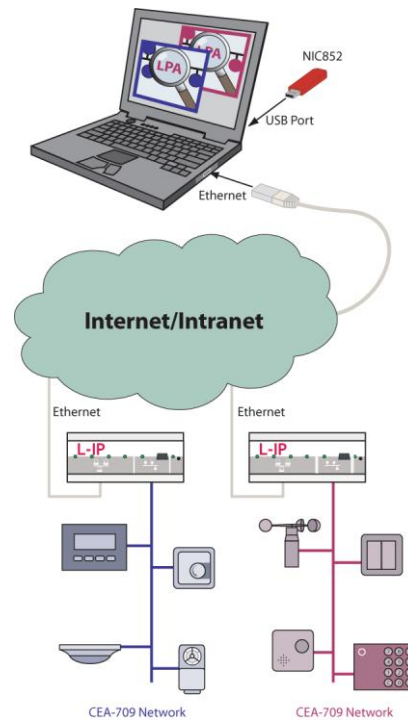 LPA
LPA
NIC852
USB Port
Ethernet
Internet/Intranet
Ethernet
Ethernet
L-IP
L-IP
CEA-709 Network
CEA-709 Network